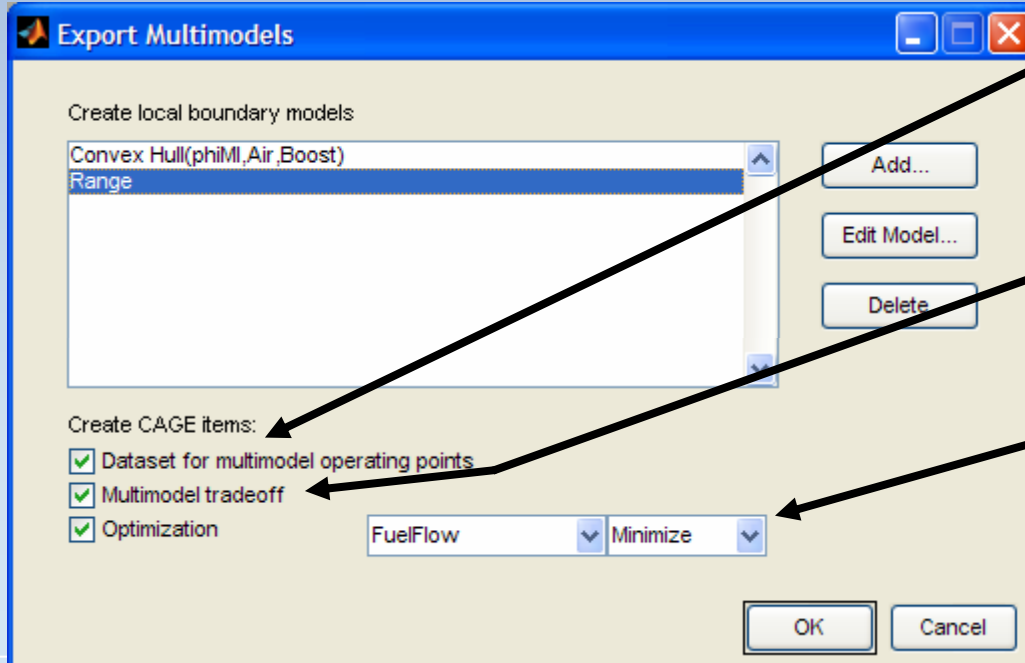 Export Multimodels
Create local boundary models
Convex Hull(phiMI,Air,Boost)
Range
Add...
Edit Model...
Delete
Create CAGE items:
Dataset for multimodel operating points
Multimodel tradeoff
Optimization
FuelFlow
Minimize
OK
Cancel